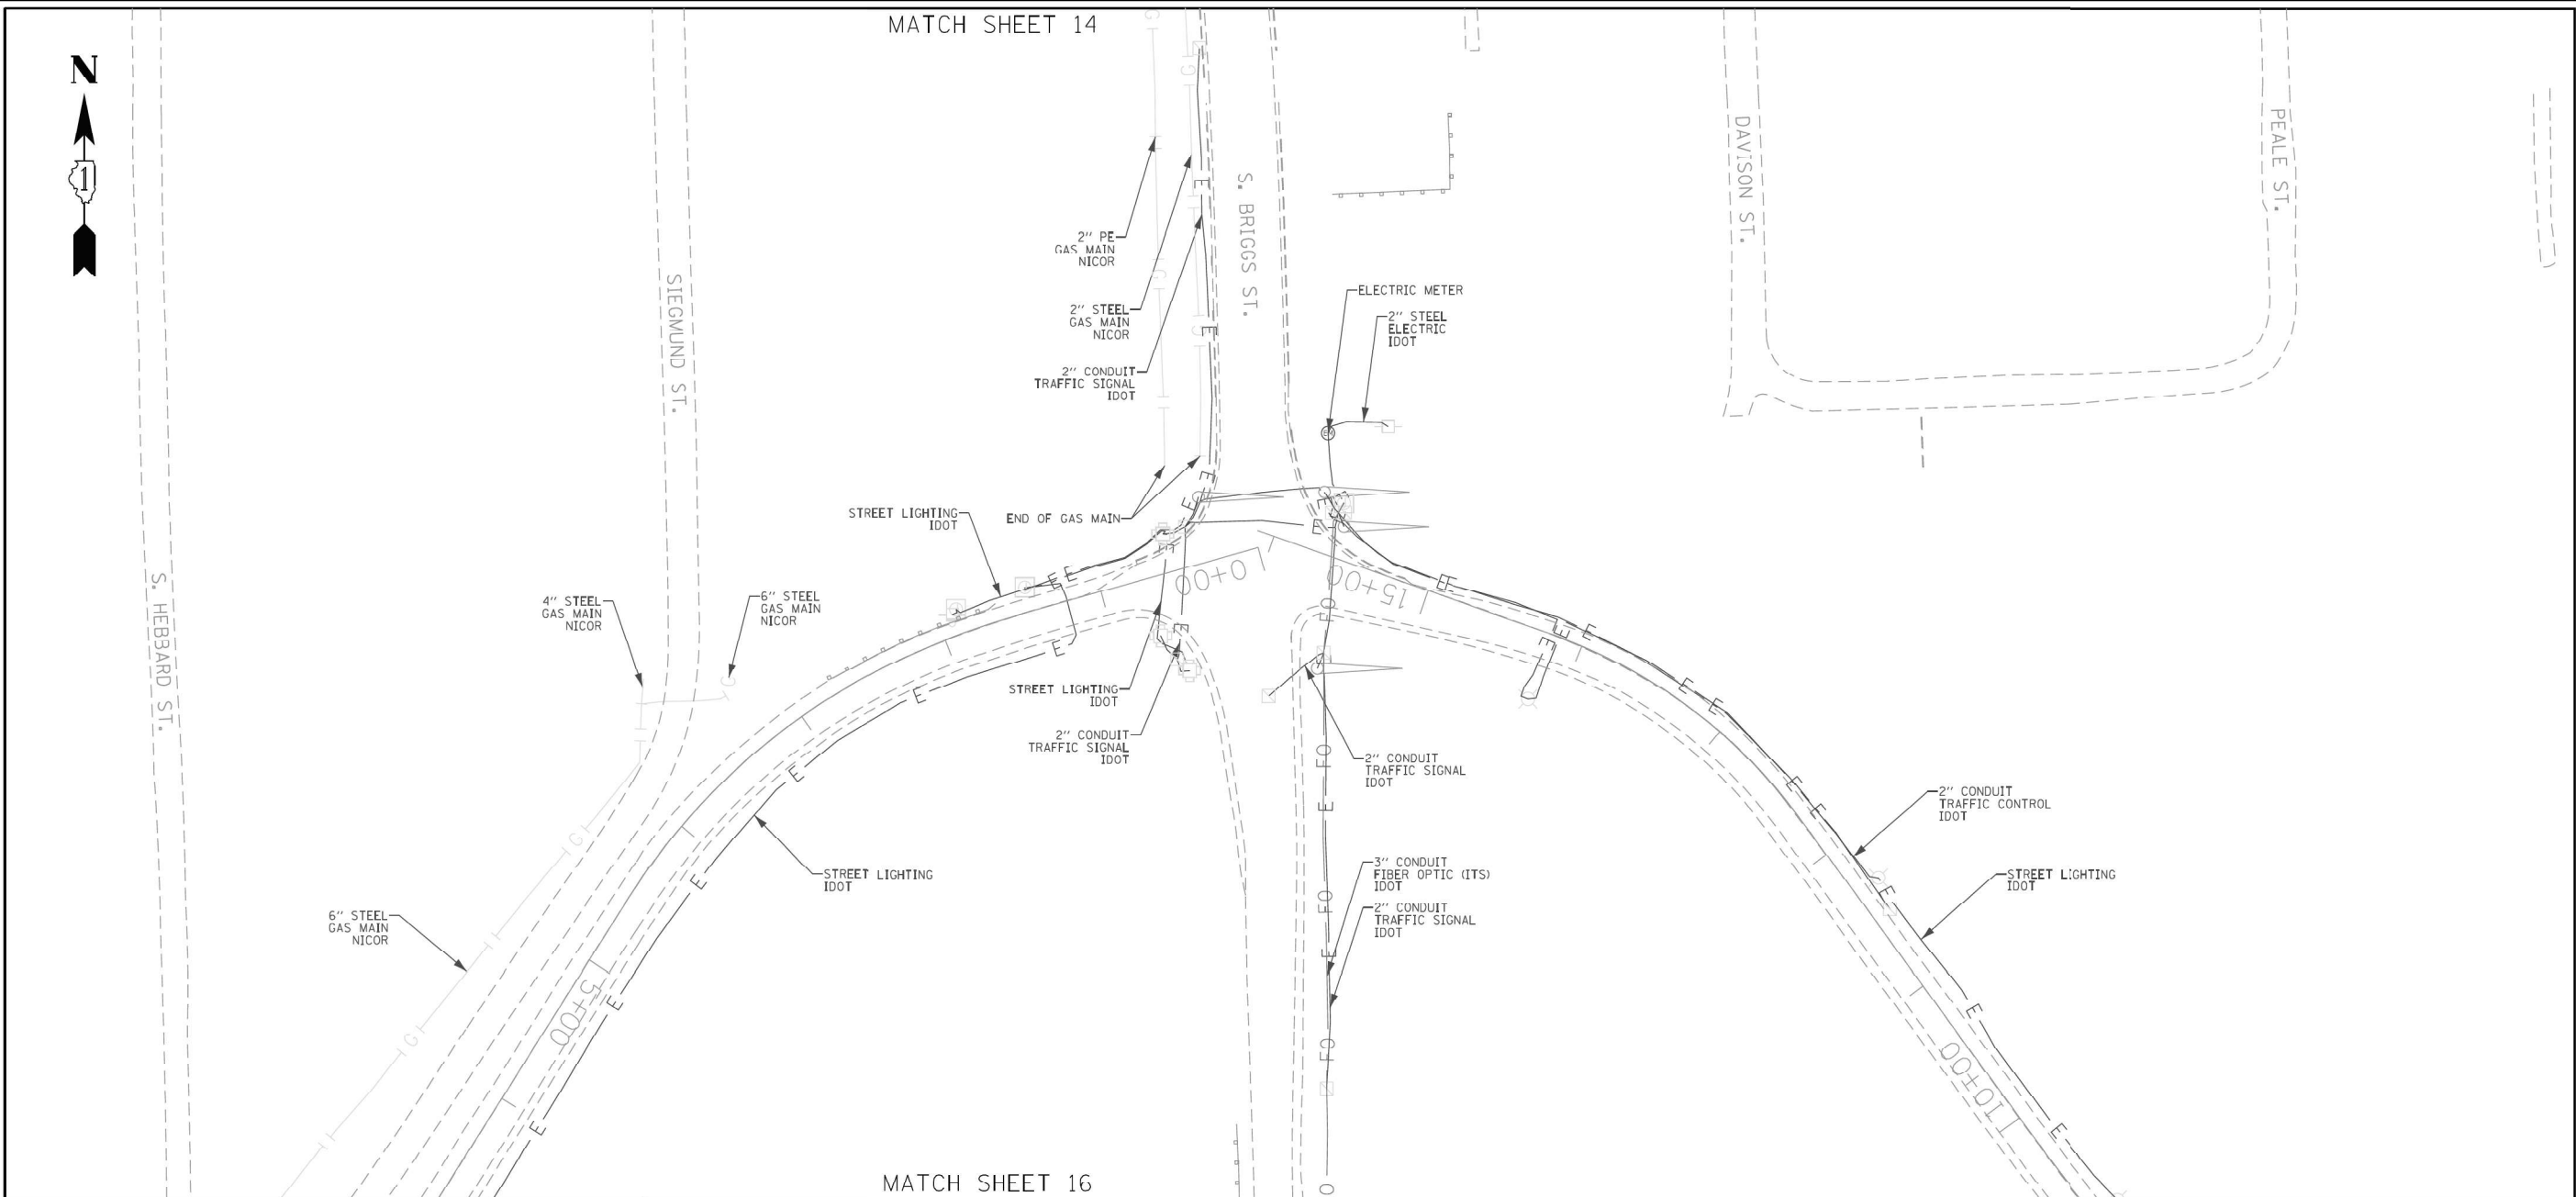 MATCH SHEET 14
N
1
S. HEBBARD ST.
SIEGMUND ST.
S. BRIGGS ST.
DAVISON ST.
PEALE ST.
2" PE
GAS MAIN
NICOR
2" STEEL
GAS MAIN
NICOR
2" CONDUIT
TRAFFIC SIGNAL
IDOT
ELECTRIC METER
2" STEEL
ELECTRIC
IDOT
STREET LIGHTING
IDOT
END OF GAS MAIN
0+00
15+00
4" STEEL
GAS MAIN
NICOR
6" STEEL
GAS MAIN
NICOR
STREET LIGHTING
IDOT
2" CONDUIT
TRAFFIC SIGNAL
IDOT
2" CONDUIT
TRAFFIC SIGNAL
IDOT
2" CONDUIT
TRAFFIC CONTROL
IDOT
STREET LIGHTING
IDOT
3" CONDUIT
FIBER OPTIC (ITS)
IDOT
2" CONDUIT
TRAFFIC SIGNAL
IDOT
STREET LIGHTING
IDOT
6" STEEL
GAS MAIN
NICOR
5+00
10+00
MATCH SHEET 16